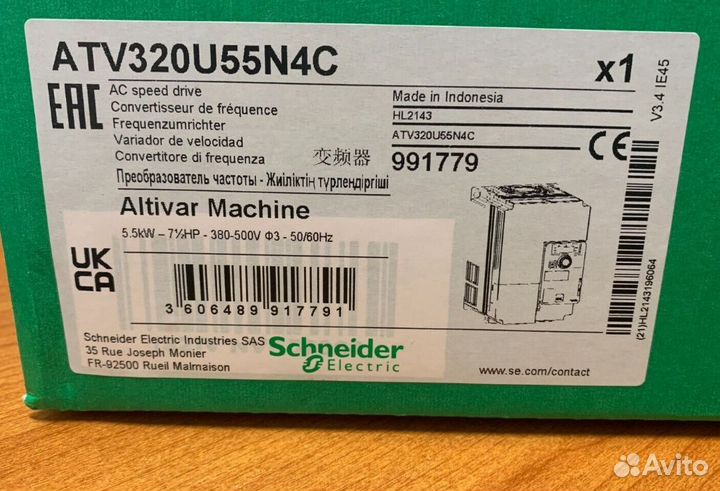 ATV320U55N4C
x1
V3.4 IE45
EAC
AC speed drive
Convertisseur de fréquence
Frequenzumrichter
Variador de velocidad
Convertitore di frequenza 变频器
Преобразователь частоты - Жиіліктің түрлендіргіші
Made in Indonesia
HL2143
ATV320U55N4C
991779
CE
Altivar Machine
5.5kW – 7½HP - 380-500V Φ3 - 50/60Hz
UK
CA
3 606489 917791
Schneider Electric Industries SAS
35 Rue Joseph Monier
FR-92500 Rueil Malmaison
Schneider
Electric
www.se.com/contact
(21)HL2143196064
Avito